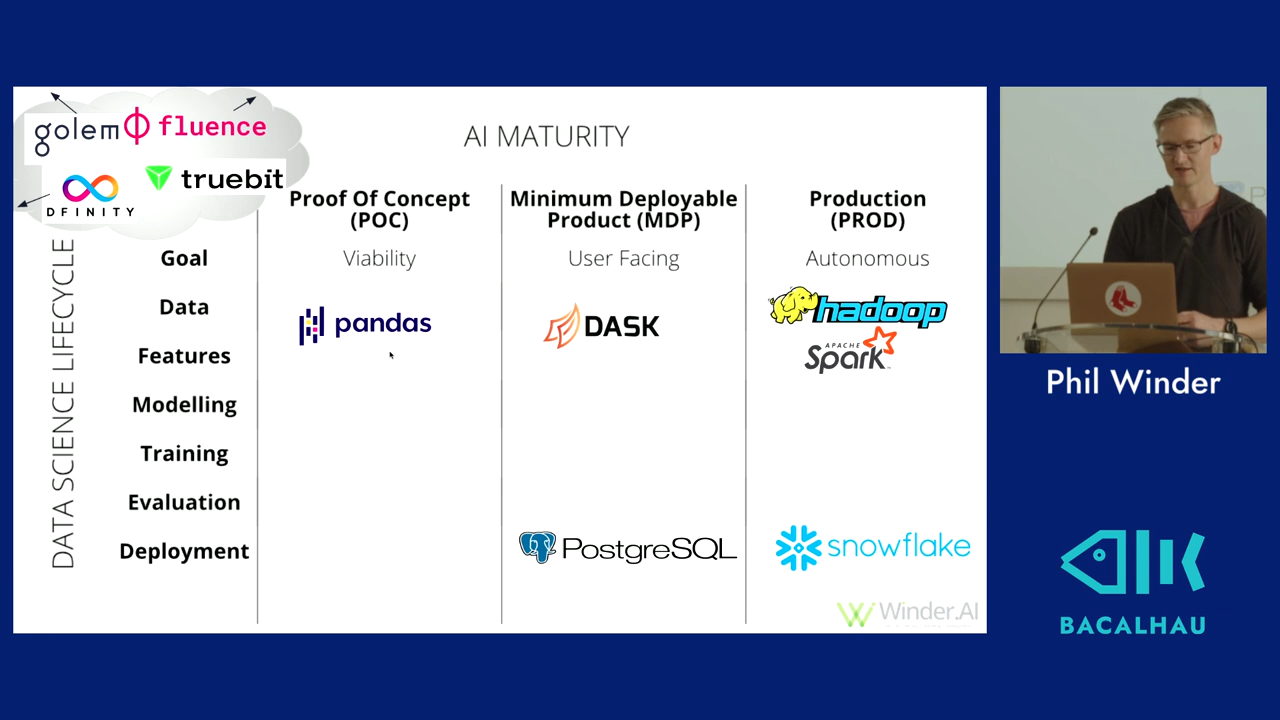 golem
fluence
DFINITY
truebit
AI MATURITY
Proof Of Concept
(POC)
Minimum Deployable
Product (MDP)
Production
(PROD)
DATA SCIENCE LIFECYCLE
Goal
Viability
User Facing
Autonomous
Data
pandas
DASK
hadoop
APACHE
Spark
Features
Modelling
Training
Evaluation
Deployment
PostgreSQL
snowflake
Winder.AI
Phil Winder
BACALHAU